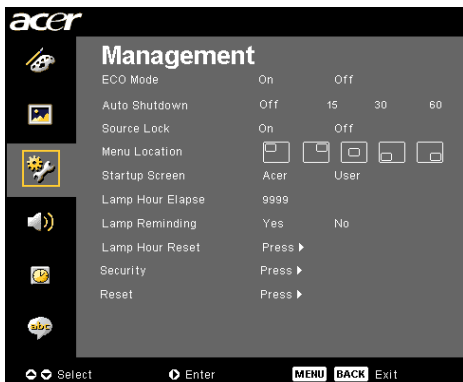 acer
Management
ECO Mode On Off
Auto Shutdown Off 15 30 60
Source Lock On Off
Menu Location
Startup Screen Acer User
Lamp Hour Elapse 9999
Lamp Reminding Yes No
Lamp Hour Reset Press
Security Press
Reset Press
abc
Select Enter MENU BACK Exit